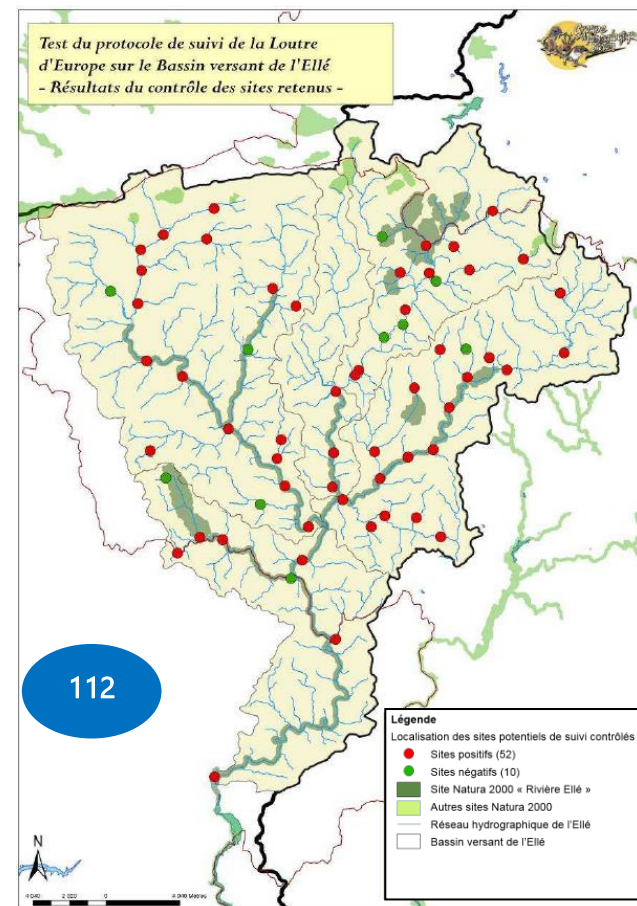 Test du protocole de suivi de la Loutre
d'Europe sur le Bassin versant de l'Ellé
- Résultats du contrôle des sites retenus -
112
Légende
Localisation des sites potentiels de suivi contrôlés
Sites positifs (52)
Sites négatifs (10)
Site Natura 2000 « Rivière Ellé »
Autres sites Natura 2000
Réseau hydrographique de l'Ellé
Bassin versant de l'Ellé
N